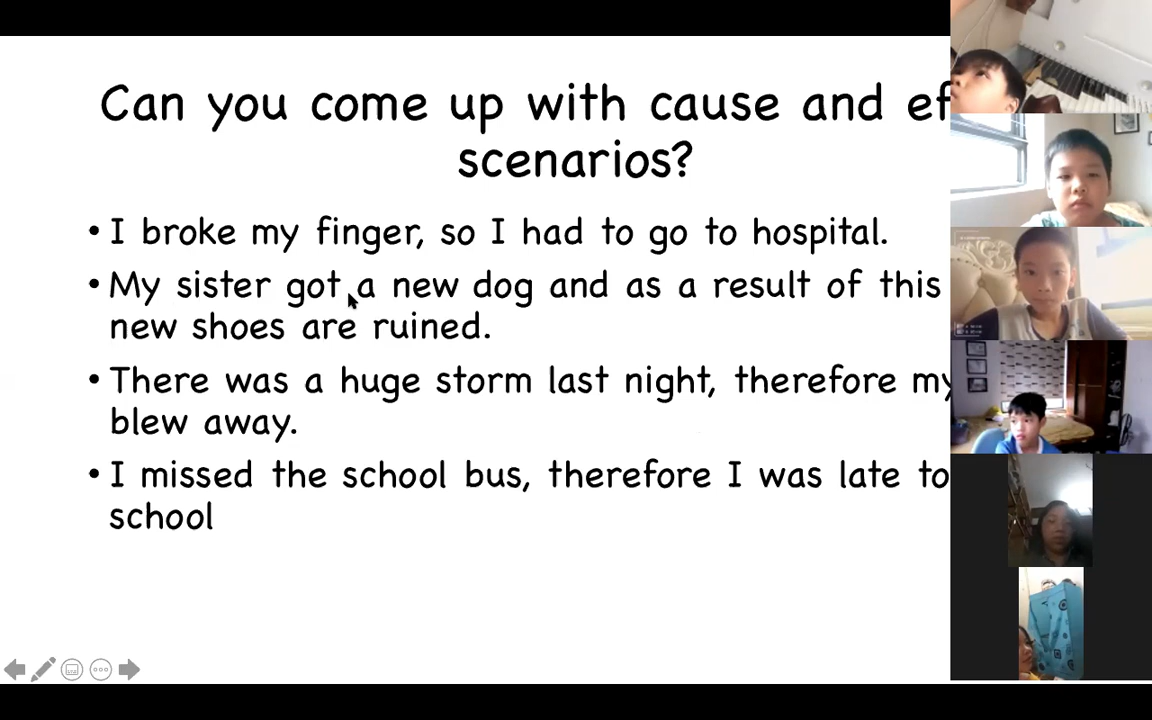 Can you come up with cause and ef
scenarios?
• I broke my finger, so I had to go to hospital.
• My sister got a new dog and as a result of this
new shoes are ruined.
• There was a huge storm last night, therefore my
blew away.
• I missed the school bus, therefore I was late to
school